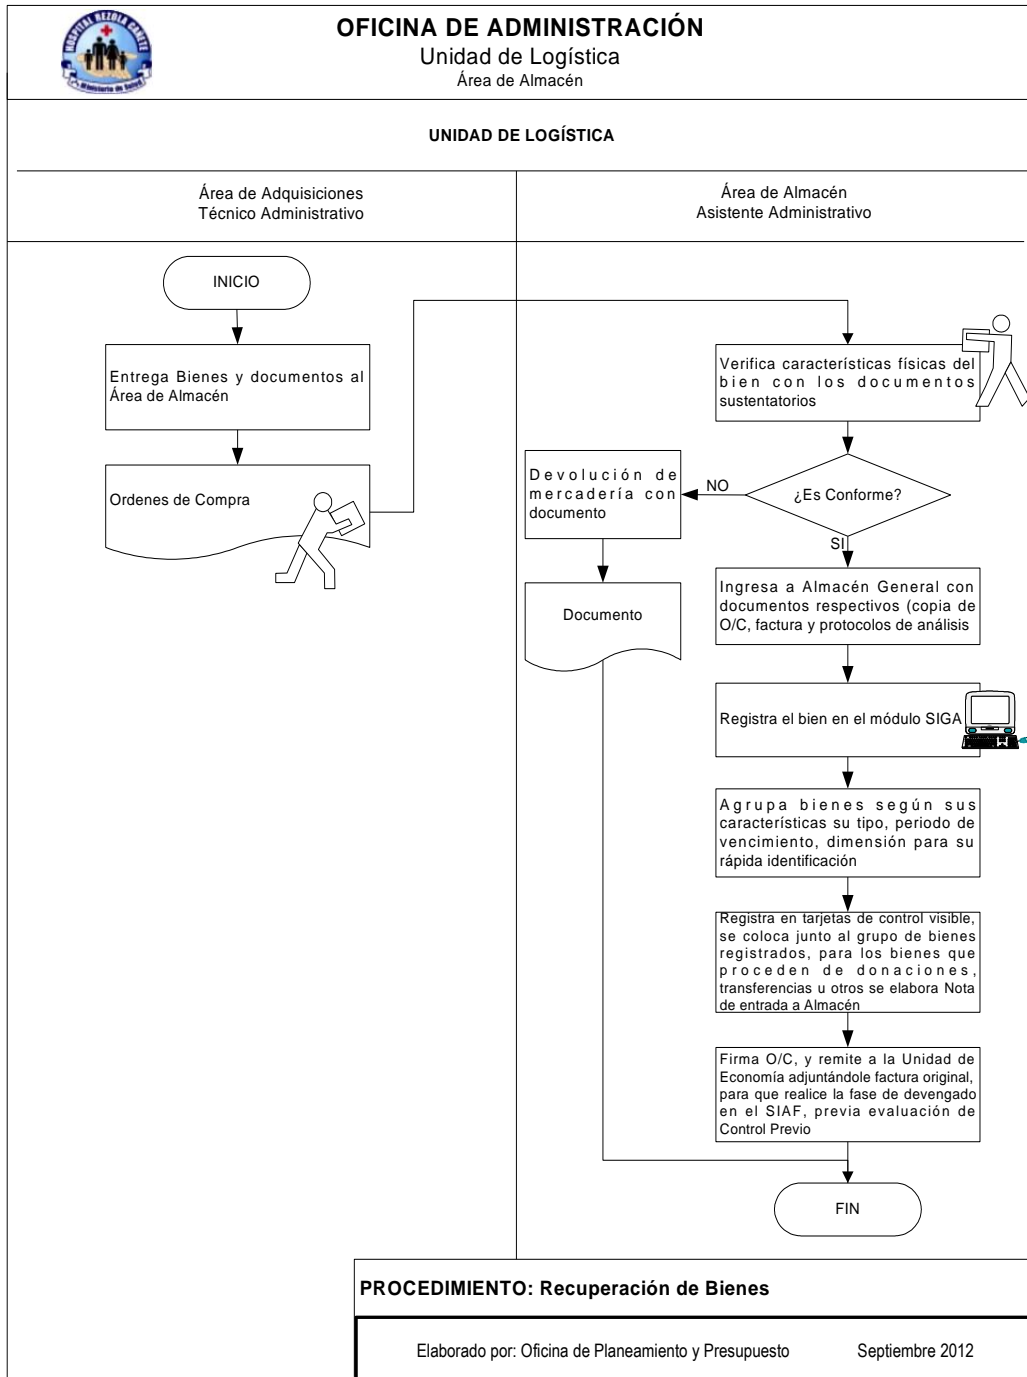 HOSPITAL REZOLA CAÑETE
Ministerio de Salud
OFICINA DE ADMINISTRACIÓN
Unidad de Logística
Área de Almacén
UNIDAD DE LOGÍSTICA
Área de Adquisiciones
Técnico Administrativo
Área de Almacén
Asistente Administrativo
INICIO
Entrega Bienes y documentos al
Área de Almacén
Ordenes de Compra
Verifica características físicas del
bien con los documentos
sustentatorios
¿Es Conforme?
NO
SI
Devolución de
mercadería con
documento
Documento
Ingresa a Almacén General con
documentos respectivos (copia de
O/C, factura y protocolos de análisis
Registra el bien en el módulo SIGA
Agrupa bienes según sus
características su tipo, periodo de
vencimiento, dimensión para su
rápida identificación
Registra en tarjetas de control visible,
se coloca junto al grupo de bienes
registrados, para los bienes que
proceden de donaciones,
transferencias u otros se elabora Nota
de entrada a Almacén
Firma O/C, y remite a la Unidad de
Economía adjuntándole factura original,
para que realice la fase de devengado
en el SIAF, previa evaluación de
Control Previo
FIN
PROCEDIMIENTO: Recuperación de Bienes
Elaborado por: Oficina de Planeamiento y Presupuesto Septiembre 2012